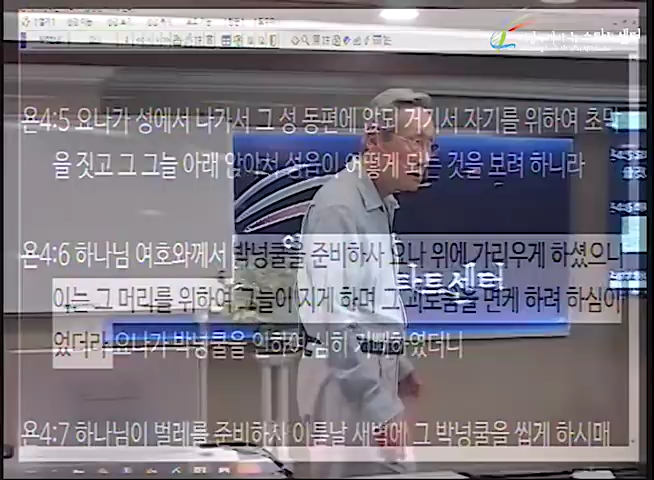 욘4:5 요나가 성에서 나가서 그 성 동편에 앉되 거기서 자기를 위하여 초막
을 짓고 그 그늘 아래 앉아서 성읍이 어떻게 되는 것을 보려 하니라
욘4:6 하나님 여호와께서 박넝쿨을 준비하사 요나 위에 가리우게 하셨으니
이는 그 머리를 위하여 그늘이 지게 하며 그 괴로움을 면케 하려 하심이
었더라 요나가 박넝쿨을 인하여 심히 기뻐하였더니
욘4:7 하나님이 벌레를 준비하사 이튿날 새벽에 그 박넝쿨을 씹게 하시매